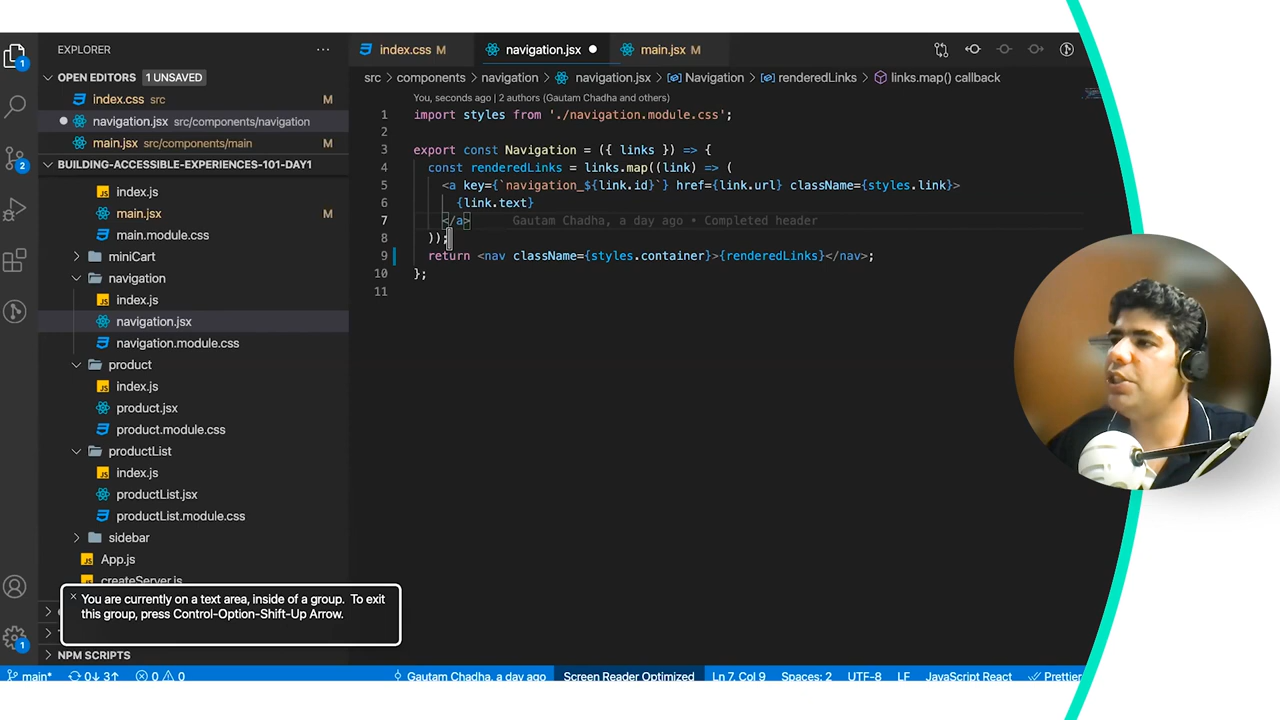 EXPLORER
OPEN EDITORS 1 UNSAVED
index.css src M
navigation.jsx src/components/navigation
main.jsx src/components/main M
BUILDING-ACCESSIBLE-EXPERIENCES-101-DAY1
index.js
main.jsx M
main.module.css
miniCart
navigation
index.js
navigation.jsx
navigation.module.css
product
index.js
product.jsx
product.module.css
productList
index.js
productList.jsx
productList.module.css
sidebar
App.js
createServer.js
NPM SCRIPTS
1
2
1
index.css M
navigation.jsx
main.jsx M
src > components > navigation > navigation.jsx > Navigation > renderedLinks > links.map() callback
You, seconds ago | 2 authors (Gautam Chadha and others)
1 import styles from './navigation.module.css';
2
3 export const Navigation = ({ links }) => {
4 const renderedLinks = links.map((link) => (
5 <a key={`navigation_${link.id}`} href={link.url} className={styles.link}>
6 {link.text}
7 </a> Gautam Chadha, a day ago • Completed header
8 ));
9 return <nav className={styles.container}>{renderedLinks}</nav>;
10 };
11
You are currently on a text area, inside of a group. To exit
this group, press Control-Option-Shift-Up Arrow.
main* 0↓ 3↑ 0 0 Gautam Chadha, a day ago Screen Reader Optimized Ln 7, Col 9 Spaces: 2 UTF-8 LF JavaScript React Prettier